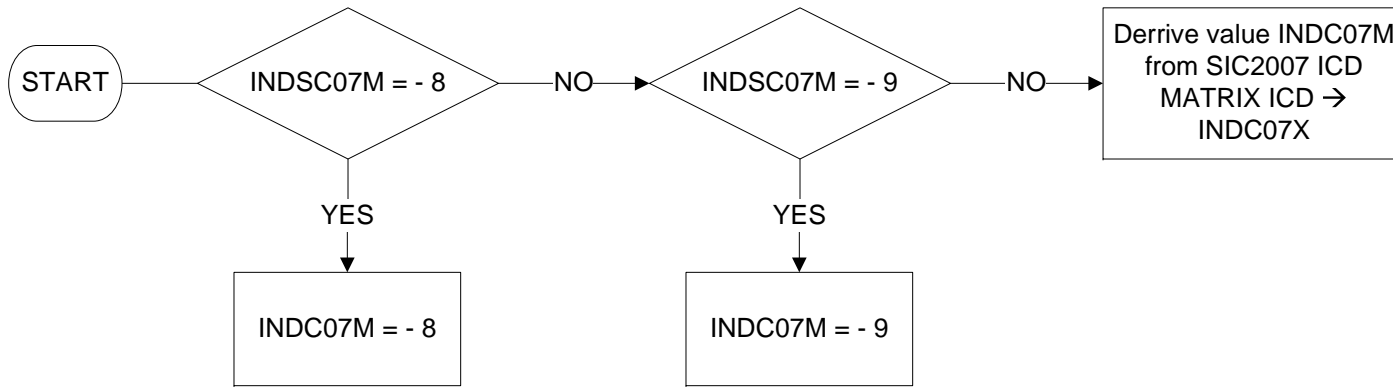 START
INDSC07M = - 8
NO
INDSC07M = - 9
NO
Derrive value INDC07M
from SIC2007 ICD
MATRIX ICD →
INDC07X
YES
YES
INDC07M = - 8
INDC07M = - 9